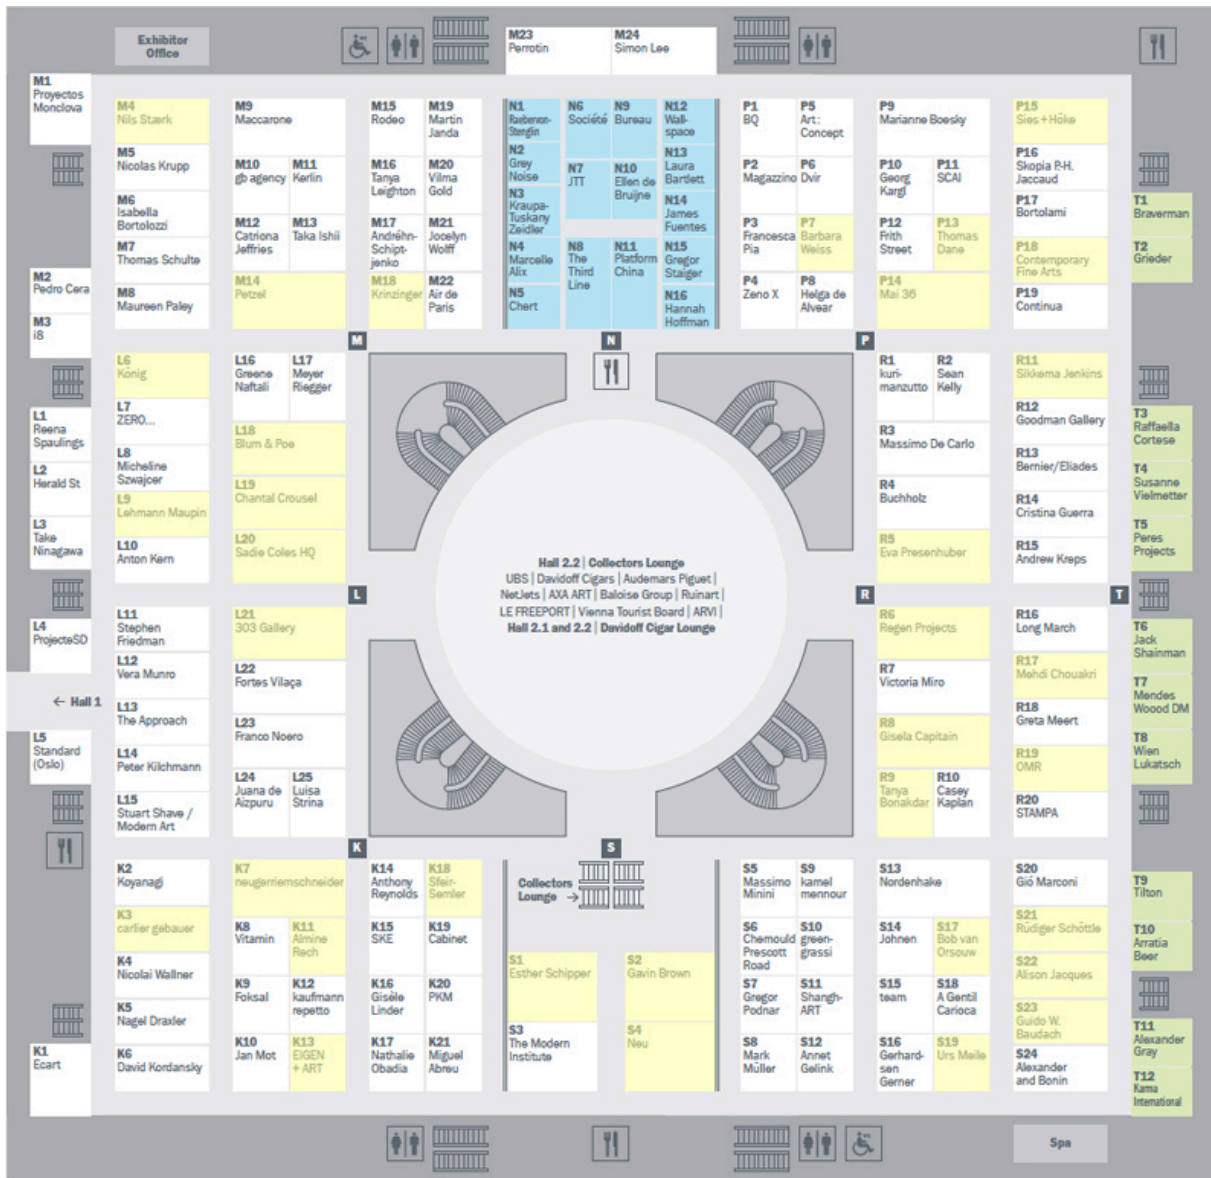 Exhibitor
Office
M23
Perrotin
M24
Simon Lee
M1
Proyectos
Monclova
M2
Pedro Cera
M3
i8
L1
Reena
Spaulings
L2
Herald St
L3
Take
Ninagawa
L4
ProjecteSD
← Hall 1
L5
Standard
(Oslo)
K1
Ecart
M4
Nils Stærk
M5
Nicolas Krupp
M6
Isabella
Bortolozzi
M7
Thomas Schulte
M8
Maureen Paley
M9
Maccarone
M10
gb agency
M11
Kerlin
M12
Catriona
Jeffries
M13
Taka Ishii
M14
Petzel
M15
Rodeo
M16
Tanya
Leighton
M17
Andréhn-
Schipt-
jenko
M18
Krinzinger
M19
Martin
Janda
M20
Vilma
Gold
M21
Jocelyn
Wolff
M22
Air de
Paris
N1
Raebervon-
Stenglin
N2
Grey
Noise
N3
Kraupa-
Tuskany
Zeidler
N4
Marcelle
Alix
N5
Chert
N6
Société
N7
JTT
N8
The
Third
Line
N9
Bureau
N10
Ellen de
Bruijne
N11
Platform
China
N12
Wall-
space
N13
Laura
Bartlett
N14
James
Fuentes
N15
Gregor
Staiger
N16
Hannah
Hoffman
P1
BQ
P2
Magazzino
P3
Francesca
Pia
P4
Zeno X
P5
Art :
Concept
P6
Dvir
P7
Barbara
Weiss
P8
Helga de
Alvear
P9
Marianne Boesky
P10
Georg
Kargl
P11
SCAI
P12
Frith
Street
P13
Thomas
Dane
P14
Mai 36
P15
Sies + Höke
P16
Skopia P.-H.
Jaccaud
P17
Bortolami
P18
Contemporary
Fine Arts
P19
Continua
T1
Braverman
T2
Grieder
M
N
P
L6
König
L7
ZERO...
L8
Micheline
Szwajcer
L9
Lehmann Maupin
L10
Anton Kern
L16
Greene
Naftali
L17
Meyer
Riegger
L18
Blum & Poe
L19
Chantal Crousel
L20
Sadie Coles HQ
R1
kuri-
manzutto
R2
Sean
Kelly
R3
Massimo De Carlo
R4
Buchholz
R5
Eva Presenhuber
R11
Sikkema Jenkins
R12
Goodman Gallery
R13
Bernier/Eliades
R14
Cristina Guerra
R15
Andrew Kreps
T3
Raffaella
Cortese
T4
Susanne
Vielmetter
T5
Peres
Projects
Hall 2.2 | Collectors Lounge
UBS | Davidoff Cigars | Audemars Piguet |
NetJets | AXA ART | Baloise Group | Ruinart |
LE FREEPORT | Vienna Tourist Board | ARVI |
Hall 2.1 and 2.2 | Davidoff Cigar Lounge
L
R
T
L11
Stephen
Friedman
L12
Vera Munro
L13
The Approach
L14
Peter Kilchmann
L15
Stuart Shave /
Modern Art
L21
303 Gallery
L22
Fortes Vilaça
L23
Franco Noero
L24
Juana de
Aizpuru
L25
Luisa
Strina
R6
Regen Projects
R7
Victoria Miro
R8
Gisela Capitain
R9
Tanya
Bonakdar
R10
Casey
Kaplan
R16
Long March
R17
Mehdi Chouakri
R18
Greta Meert
R19
OMR
R20
STAMPA
T6
Jack
Shainman
T7
Mendes
Woood DM
T8
Wien
Lukatsch
K
S
K2
Koyanagi
K3
carlier gebauer
K4
Nicolai Wallner
K5
Nagel Draxler
K6
David Kordansky
K7
neugerriemschneider
K8
Vitamin
K9
Foksal
K10
Jan Mot
K11
Almine
Rech
K12
kaufmann
repetto
K13
EIGEN
+ ART
K14
Anthony
Reynolds
K15
SKE
K16
Gisèle
Linder
K17
Nathalie
Obadia
K18
Sfeir-
Semler
K19
Cabinet
K20
PKM
K21
Miguel
Abreu
Collectors
Lounge →
S1
Esther Schipper
S2
Gavin Brown
S3
The Modern
Institute
S4
Neu
S5
Massimo
Minini
S6
Chemould
Prescott
Road
S7
Gregor
Podnar
S8
Mark
Müller
S9
kamel
mennour
S10
green-
grassi
S11
Shangh-
ART
S12
Annet
Gelink
S13
Nordenhake
S14
Johnen
S15
team
S16
Gerhard-
sen
Gerner
S17
Bob van
Orsouw
S18
A Gentil
Carioca
S19
Urs Meile
S20
Gió Marconi
S21
Rüdiger Schöttle
S22
Alison Jacques
S23
Guido W.
Baudach
S24
Alexander
and Bonin
T9
Tilton
T10
Arratia
Beer
T11
Alexander
Gray
T12
Karma
International
Spa